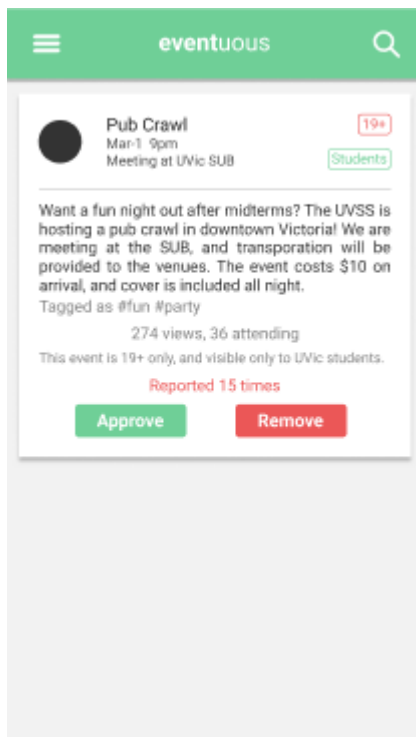 eventuous
Pub Crawl
19+
Mar-1 9pm
Meeting at UVic SUB
Students
Want a fun night out after midterms? The UVSS is
hosting a pub crawl in downtown Victoria! We are
meeting at the SUB, and transporation will be
provided to the venues. The event costs $10 on
arrival, and cover is included all night.
Tagged as #fun #party
274 views, 36 attending
This event is 19+ only, and visible only to UVic students.
Reported 15 times
Approve Remove